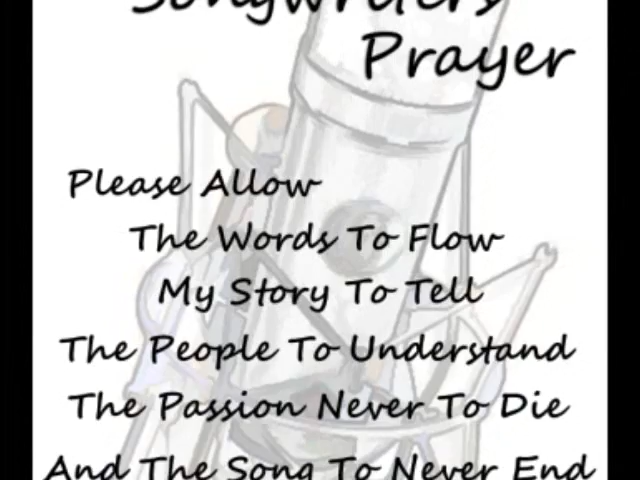 Songwriters
Prayer
Please Allow
The Words To Flow
My Story To Tell
The People To Understand
The Passion Never To Die
And The Song To Never End